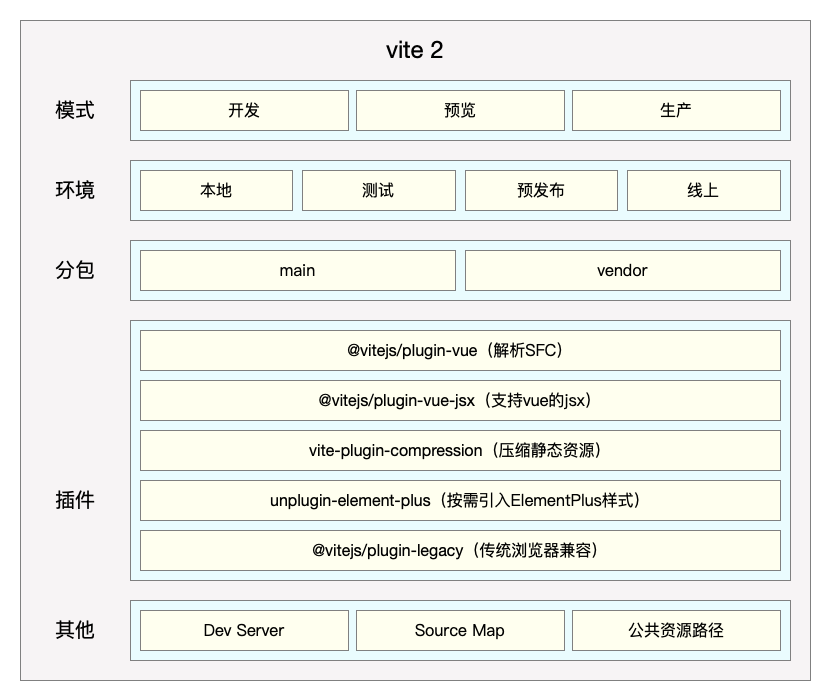 vite 2
模式
开发 预览 生产
环境
本地 测试 预发布 线上
分包
main vendor
@vitejs/plugin-vue（解析SFC）
@vitejs/plugin-vue-jsx（支持vue的jsx）
vite-plugin-compression（压缩静态资源）
插件
unplugin-element-plus（按需引入ElementPlus样式）
@vitejs/plugin-legacy（传统浏览器兼容）
其他
Dev Server Source Map 公共资源路径